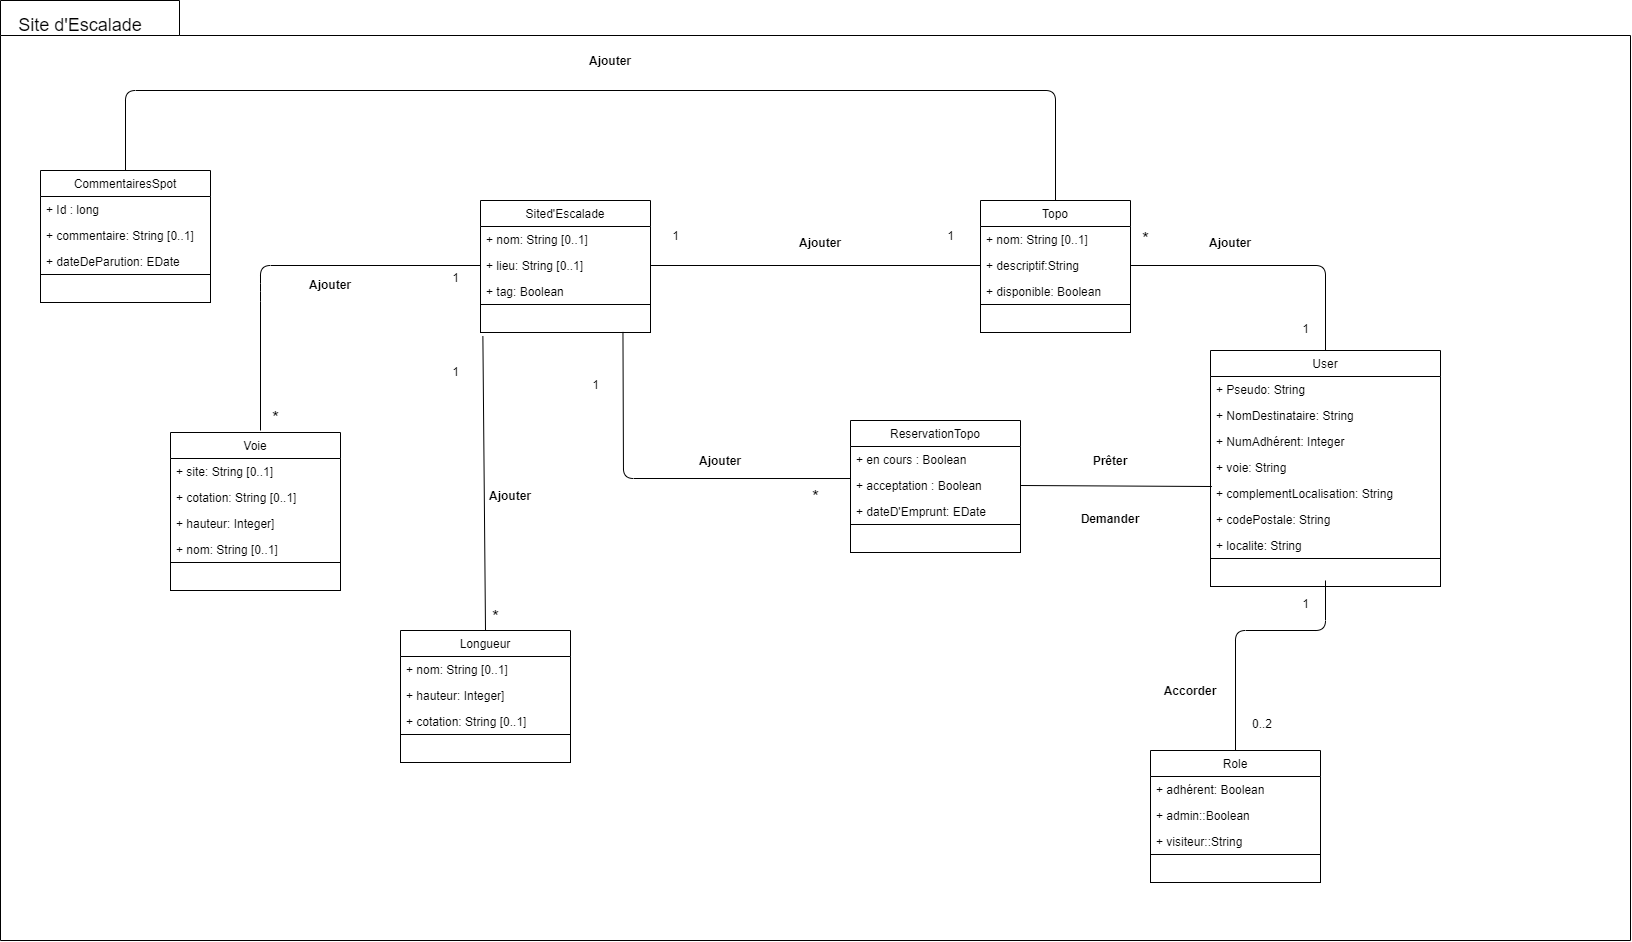 Site d'Escalade
Ajouter
CommentairesSpot
+ Id : long
+ commentaire: String [0..1]
+ dateDeParution: EDate
Sited'Escalade
+ nom: String [0..1]
+ lieu: String [0..1]
+ tag: Boolean
1
Ajouter
1
Topo
+ nom: String [0..1]
+ descriptif:String
+ disponible: Boolean
*
Ajouter
1
Ajouter
1
*
Voie
+ site: String [0..1]
+ cotation: String [0..1]
+ hauteur: Integer]
+ nom: String [0..1]
1
Ajouter
*
Longueur
+ nom: String [0..1]
+ hauteur: Integer]
+ cotation: String [0..1]
1
Ajouter
*
ReservationTopo
+ en cours : Boolean
+ acceptation : Boolean
+ dateD'Emprunt: EDate
Prêter
Demander
User
+ Pseudo: String
+ NomDestinataire: String
+ NumAdhérent: Integer
+ voie: String
+ complementLocalisation: String
+ codePostale: String
+ localite: String
1
Accorder
0..2
Role
+ adhérent: Boolean
+ admin::Boolean
+ visiteur::String